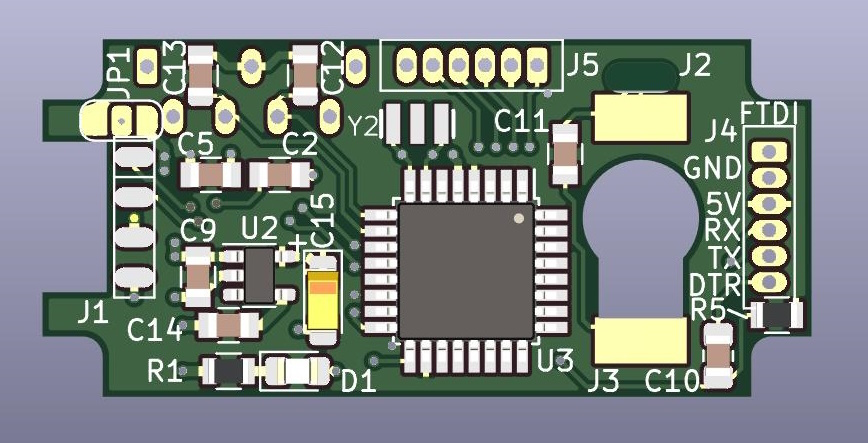 JP1
C13
C12
J5
J2
Y2
C11
FTDI
J4
C5
C2
GND
5V
RX
TX
DTR
C9
U2
+
C15
J1
C14
R5
R1
D1
U3
J3
C10